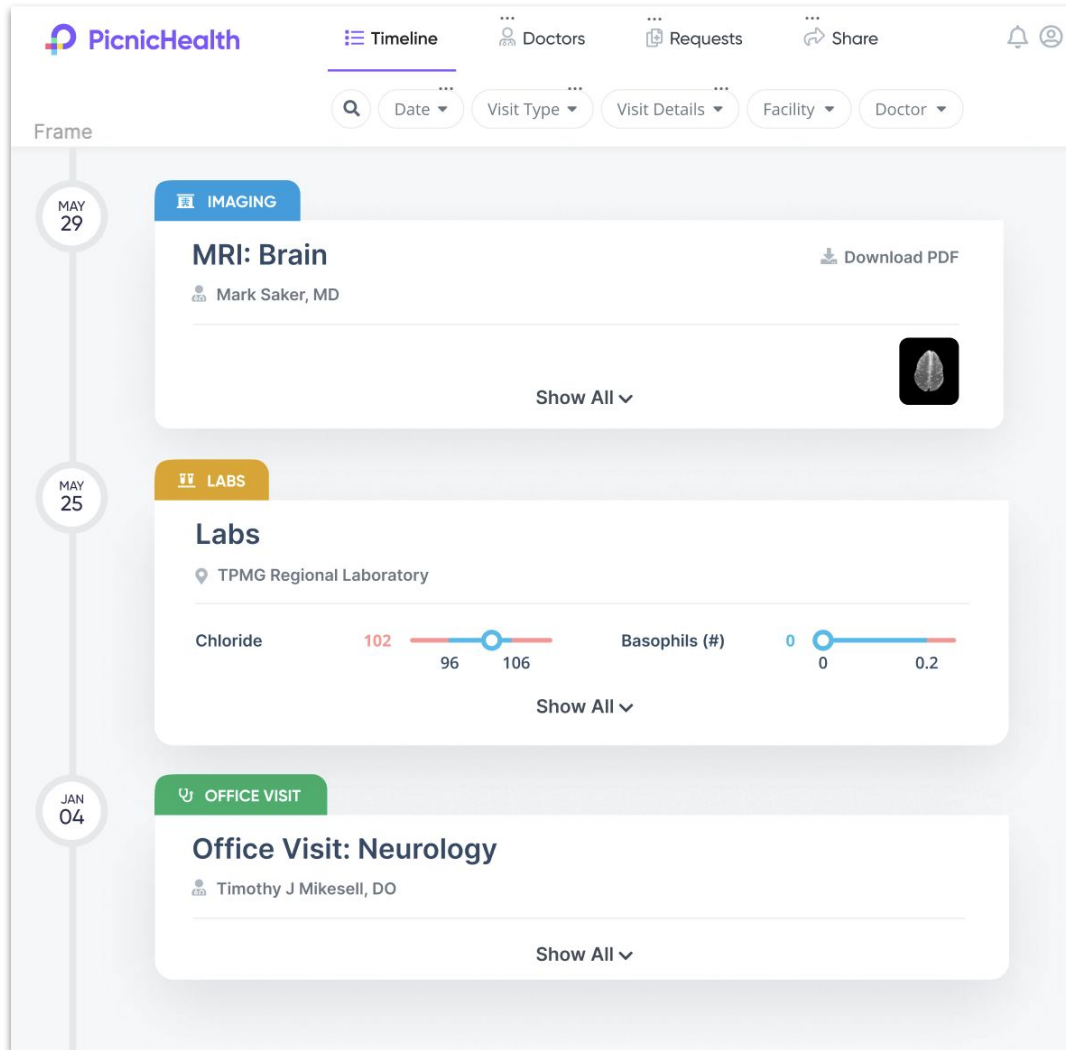 PicnicHealth Timeline Doctors Requests Share
Date Visit Type Visit Details Facility Doctor
Frame
MAY
29
IMAGING
MRI: Brain
Download PDF
Mark Saker, MD
Show All
MAY
25
LABS
Labs
TPMG Regional Laboratory
Chloride 102 Basophils (#) 0
96 106 0 0.2
Show All
JAN
04
OFFICE VISIT
Office Visit: Neurology
Timothy J Mikesell, DO
Show All